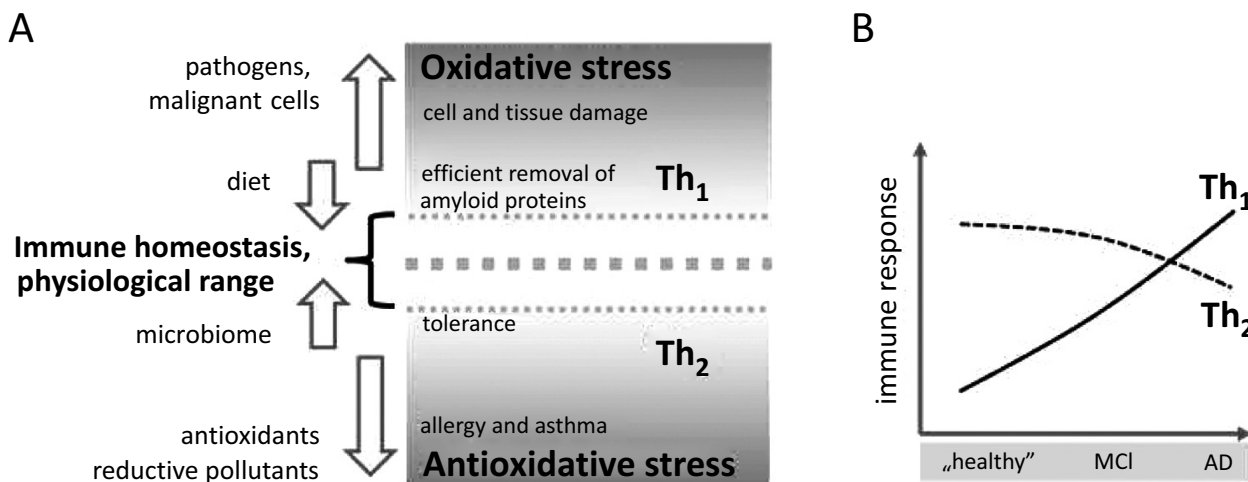 A
pathogens,
malignant cells
diet
Immune homeostasis,
physiological range
microbiome
antioxidants
reductive pollutants
Oxidative stress
cell and tissue damage
efficient removal of
amyloid proteins
Th1
tolerance
Th2
allergy and asthma
Antioxidative stress
B
immune response
Th1
Th2
„healthy”
MCl
AD